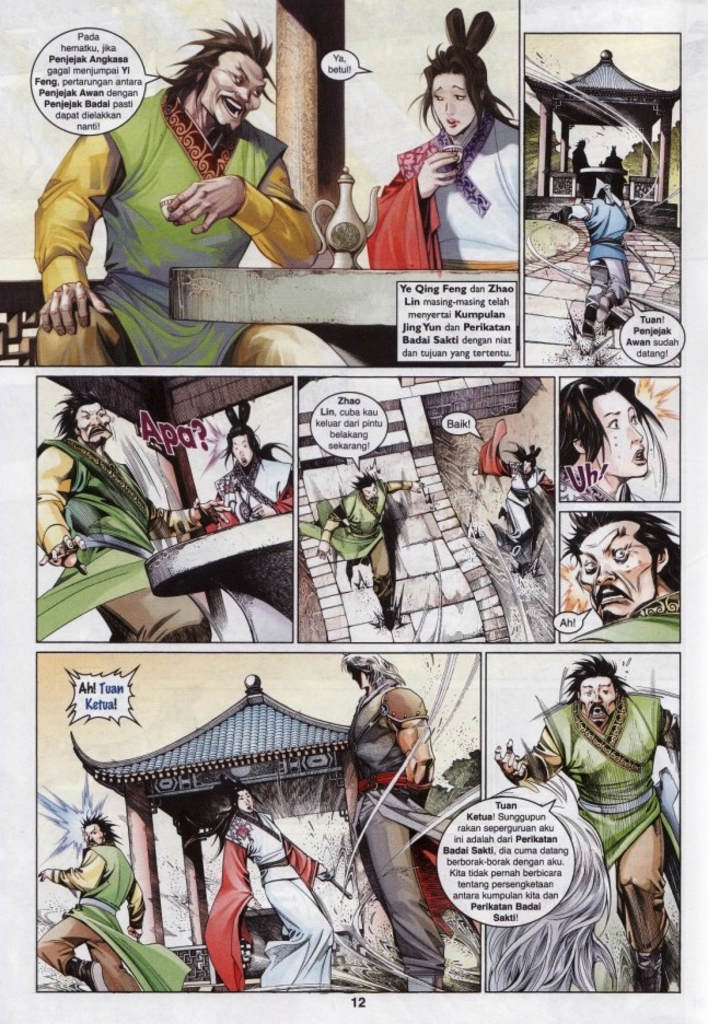 Pada
hematku, jika
Penjejak Angkasa
gagal menjumpai Yi
Feng, pertarungan antara
Penjejak Awan dengan
Penjejak Badai pasti
dapat dielakkan
nanti!
Ya,
betul!
Ye Qing Feng dan Zhao
Lin masing-masing telah
menyertai Kumpulan
Jing Yun dan Perikatan
Badai Sakti dengan niat
dan tujuan yang tertentu.
Tuan!
Penjejak
Awan sudah
datang!
Apa?
Zhao
Lin, cuba kau
keluar dari pintu
belakang
sekarang!
Baik!
Uh!
Ah!
Ah! Tuan
Ketua!
Tuan
Ketua! Sunggupun
rakan seperguruan aku
ini adalah dari Perikatan
Badai Sakti, dia cuma datang
berborak-borak dengan aku.
Kita tidak pernah berbicara
tentang persengketaan
antara kumpulan kau dan
Perikatan Badai
Sakti!
12